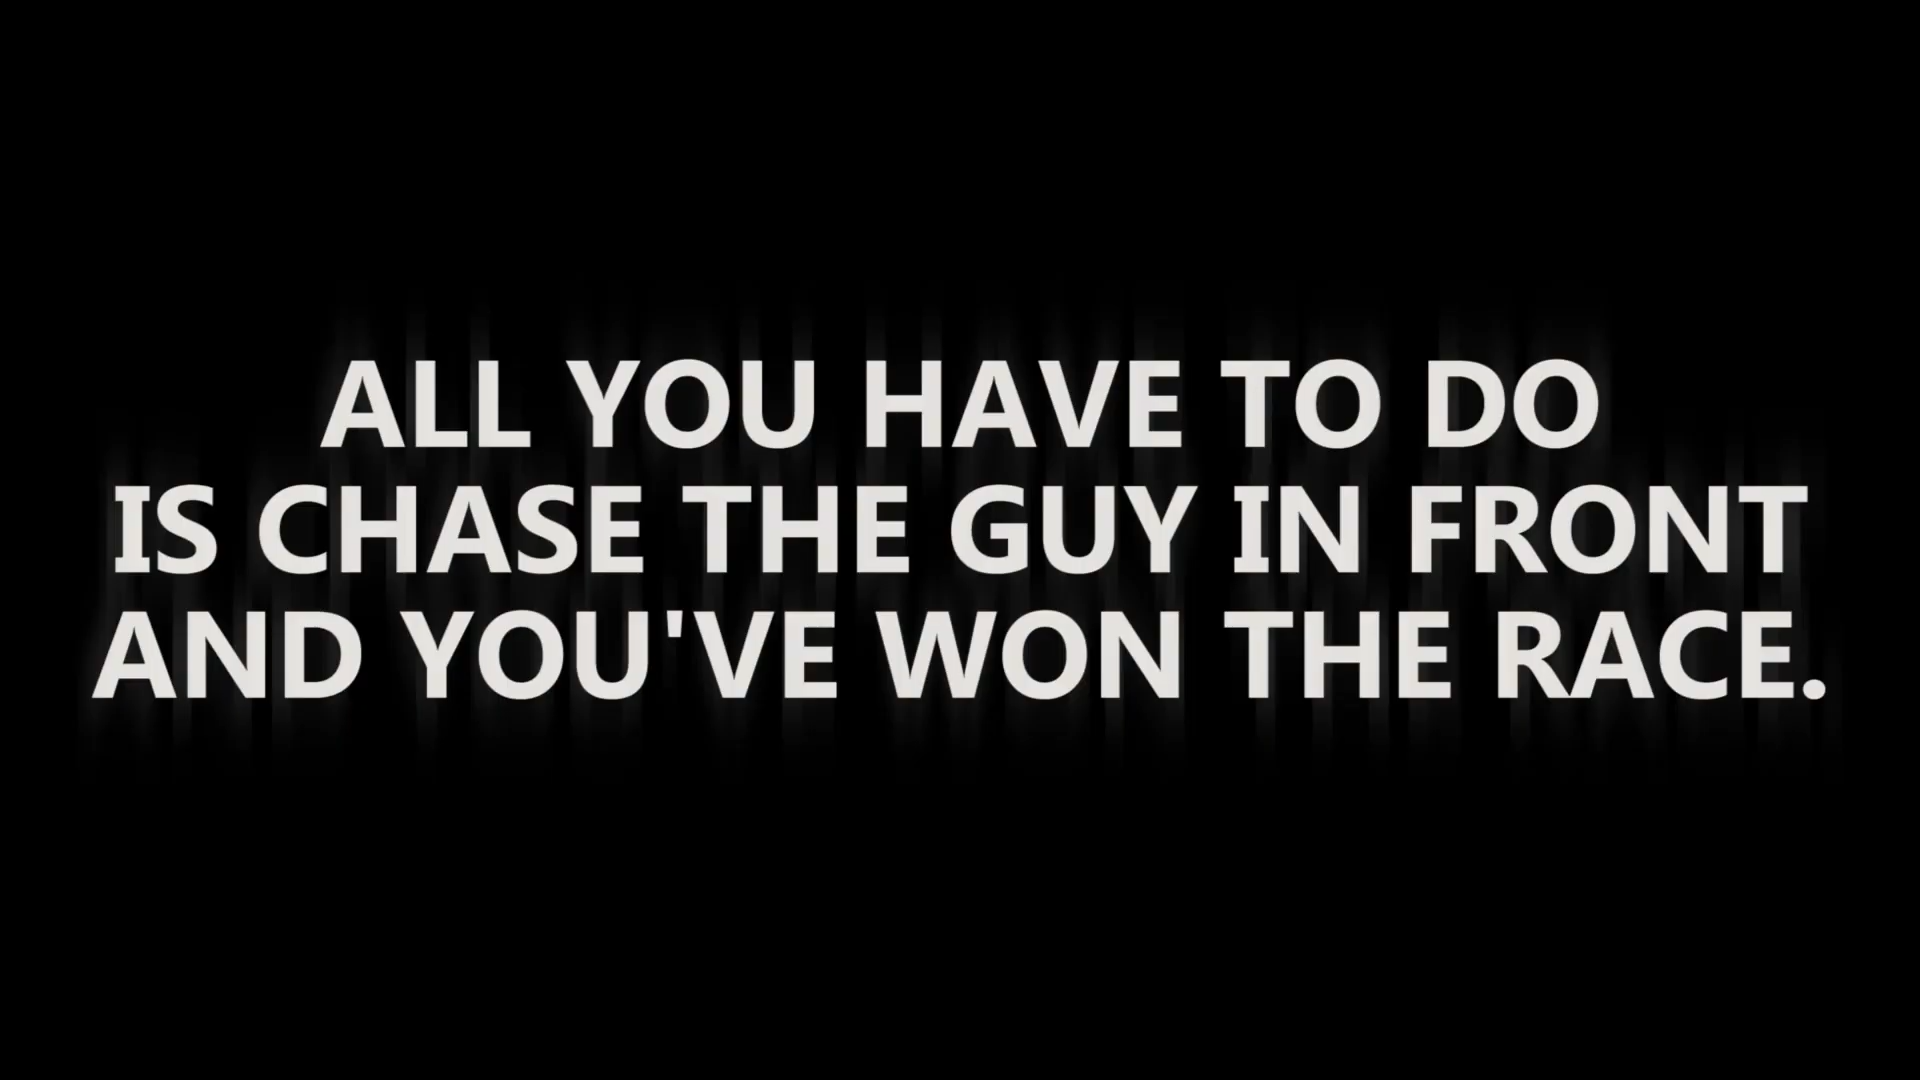 ALL YOU HAVE TO DO
IS CHASE THE GUY IN FRONT
AND YOU'VE WON THE RACE.